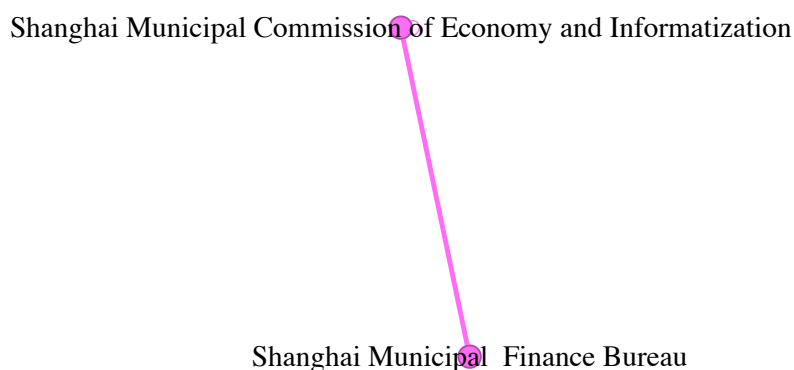 Shanghai Municipal Commission of Economy and Informatization
Shanghai Municipal  Finance Bureau